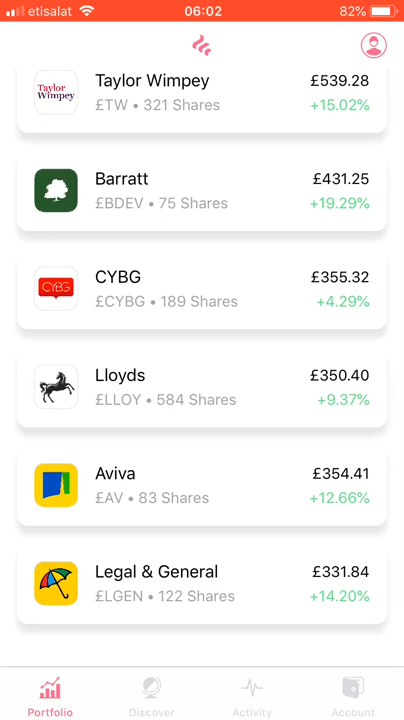 etisalat 06:02 82%
Taylor Wimpey £539.28
Taylor Wimpey
£TW • 321 Shares +15.02%
Barratt £431.25
£BDEV • 75 Shares +19.29%
CYBG £355.32
CYBG
£CYBG • 189 Shares +4.29%
Lloyds £350.40
£LLOY • 584 Shares +9.37%
Aviva £354.41
£AV • 83 Shares +12.66%
Legal & General £331.84
£LGEN • 122 Shares +14.20%
Portfolio Discover Activity Account